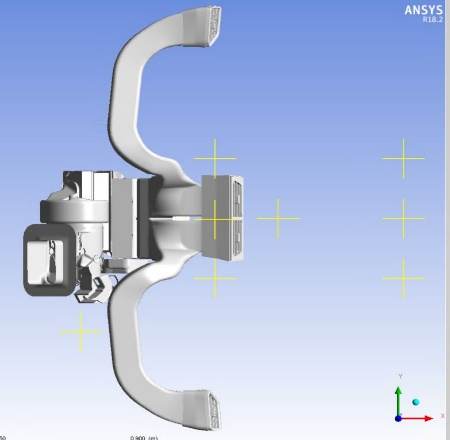 ANSYS
R18.2
Y
X
0.900 (m)